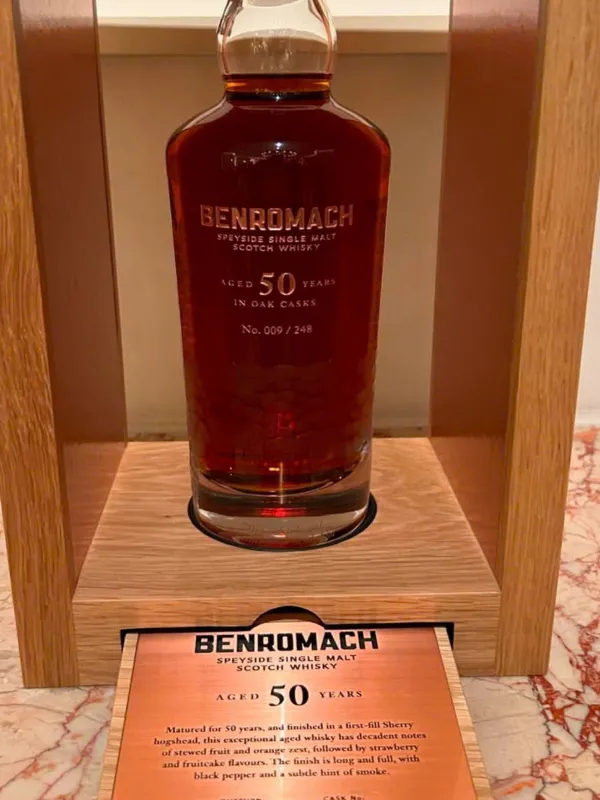 BENROMACH
SPEYSIDE SINGLE MALT
SCOTCH WHISKY
AGED 50 YEARS
IN OAK CASKS
No. 009 / 248
BENROMACH
SPEYSIDE SINGLE MALT
SCOTCH WHISKY
AGED 50 YEARS
Matured for 50 years, and finished in a first-fill Sherry
hogshead, this exceptional aged whisky has decadent notes
of stewed fruit and orange zest, followed by strawberry
and fruitcake flavours. The finish is long and full, with
black pepper and a subtle hint of smoke.
CASK No: